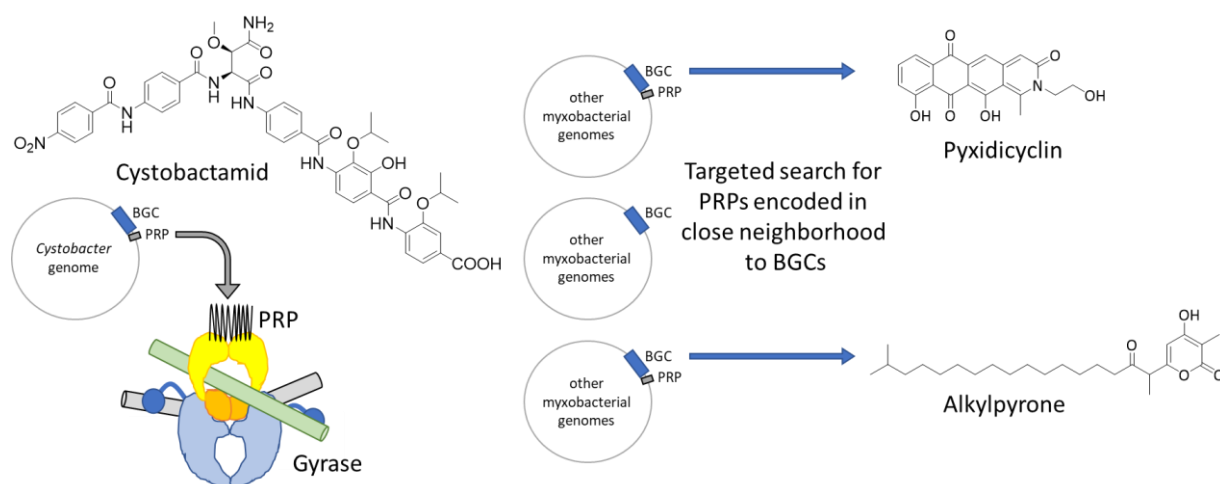 NH₂
O
O
O
H
N
O
O
N
H
O
N
H
O₂N
O
N
H
O
OH
O
N
H
O
COOH
Cystobactamid
BGC
PRP
Cystobacter
genome
PRP
Gyrase
BGC
PRP
other
myxobacterial
genomes
BGC
other
myxobacterial
genomes
BGC
PRP
other
myxobacterial
genomes
Targeted search for
PRPs encoded in
close neighborhood
to BGCs
O
O
N
OH
OH
O
OH
Pyxidicyclin
OH
O
O
O
Alkylpyrone